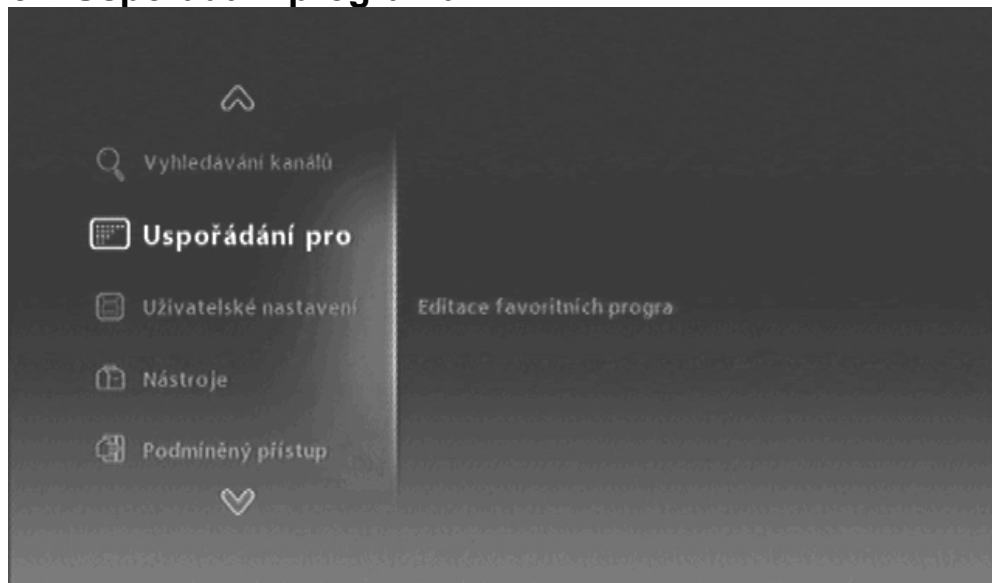 Vyhledávání kanálů
Uspořádání pro
Uživatelské nastavení
Editace favoritních progra
Nástroje
Podmíněný přístup